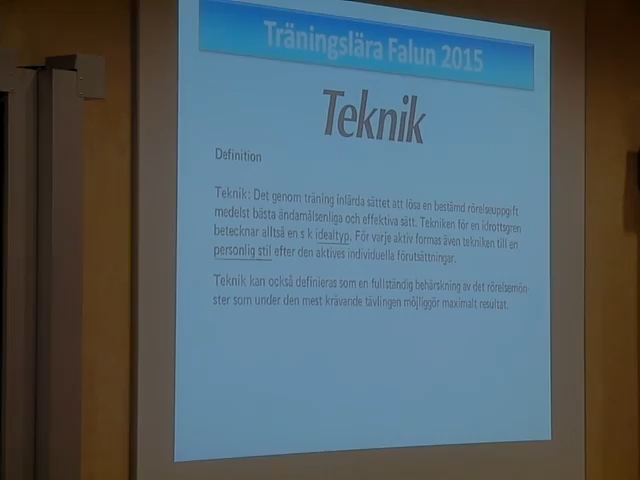 Träningslära Falun 2015
Teknik
Definition
Teknik: Det genom träning inlärda sättet att lösa en bestämd rörelseuppgift
medelst bästa ändamålsenliga och effektiva sätt. Tekniken för en idrottsgren
betecknar alltså en s k idealtyp. För varje aktiv formas även tekniken till en
personlig stil efter den aktives individuella förutsättningar.
Teknik kan också definieras som en fullständig behärskning av det rörelsemön-
ster som under den mest krävande tävlingen möjliggör maximalt resultat.